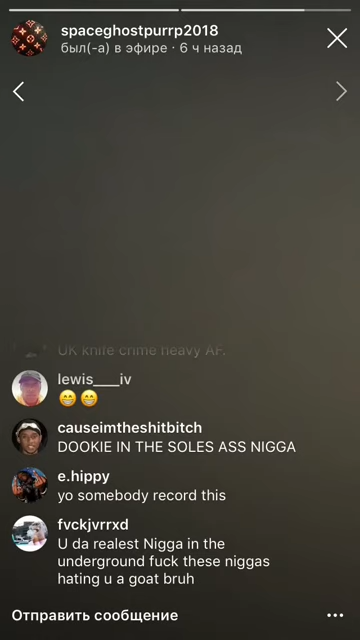 spaceghostpurrp2018
был(-а) в эфире · 6 ч назад
UK knife crime heavy AF.
lewis____iv
😁😁
causeimtheshitbitch
DOOKIE IN THE SOLES ASS NIGGA
e.hippy
yo somebody record this
fvckjvrrxd
U da realest Nigga in the
underground fuck these niggas
hating u a goat bruh
Отправить сообщение